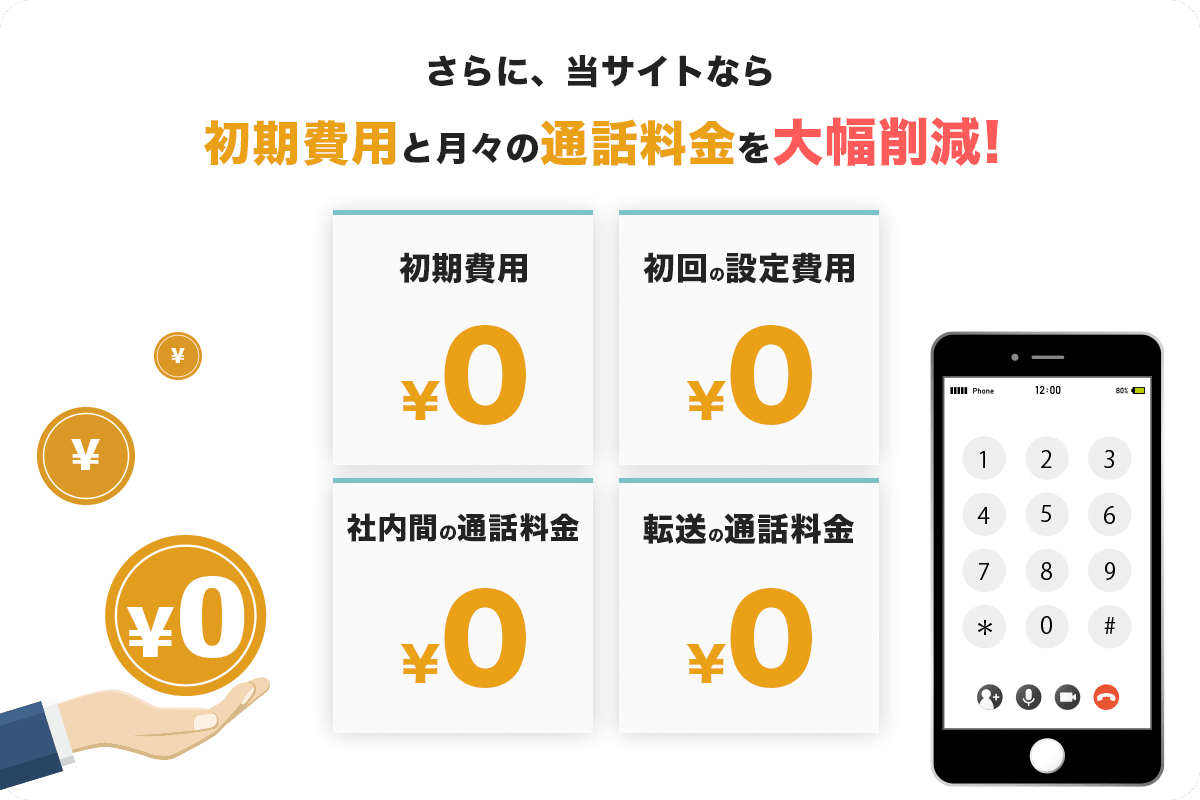 さらに、当サイトなら
初期費用と月々の通話料金を大幅削減!
初期費用
¥0
初回の設定費用
¥0
社内間の通話料金
¥0
転送の通話料金
¥0
¥
¥
¥0
Phone 12:00 80%
1 2 3
4 5 6
7 8 9
* 0 #